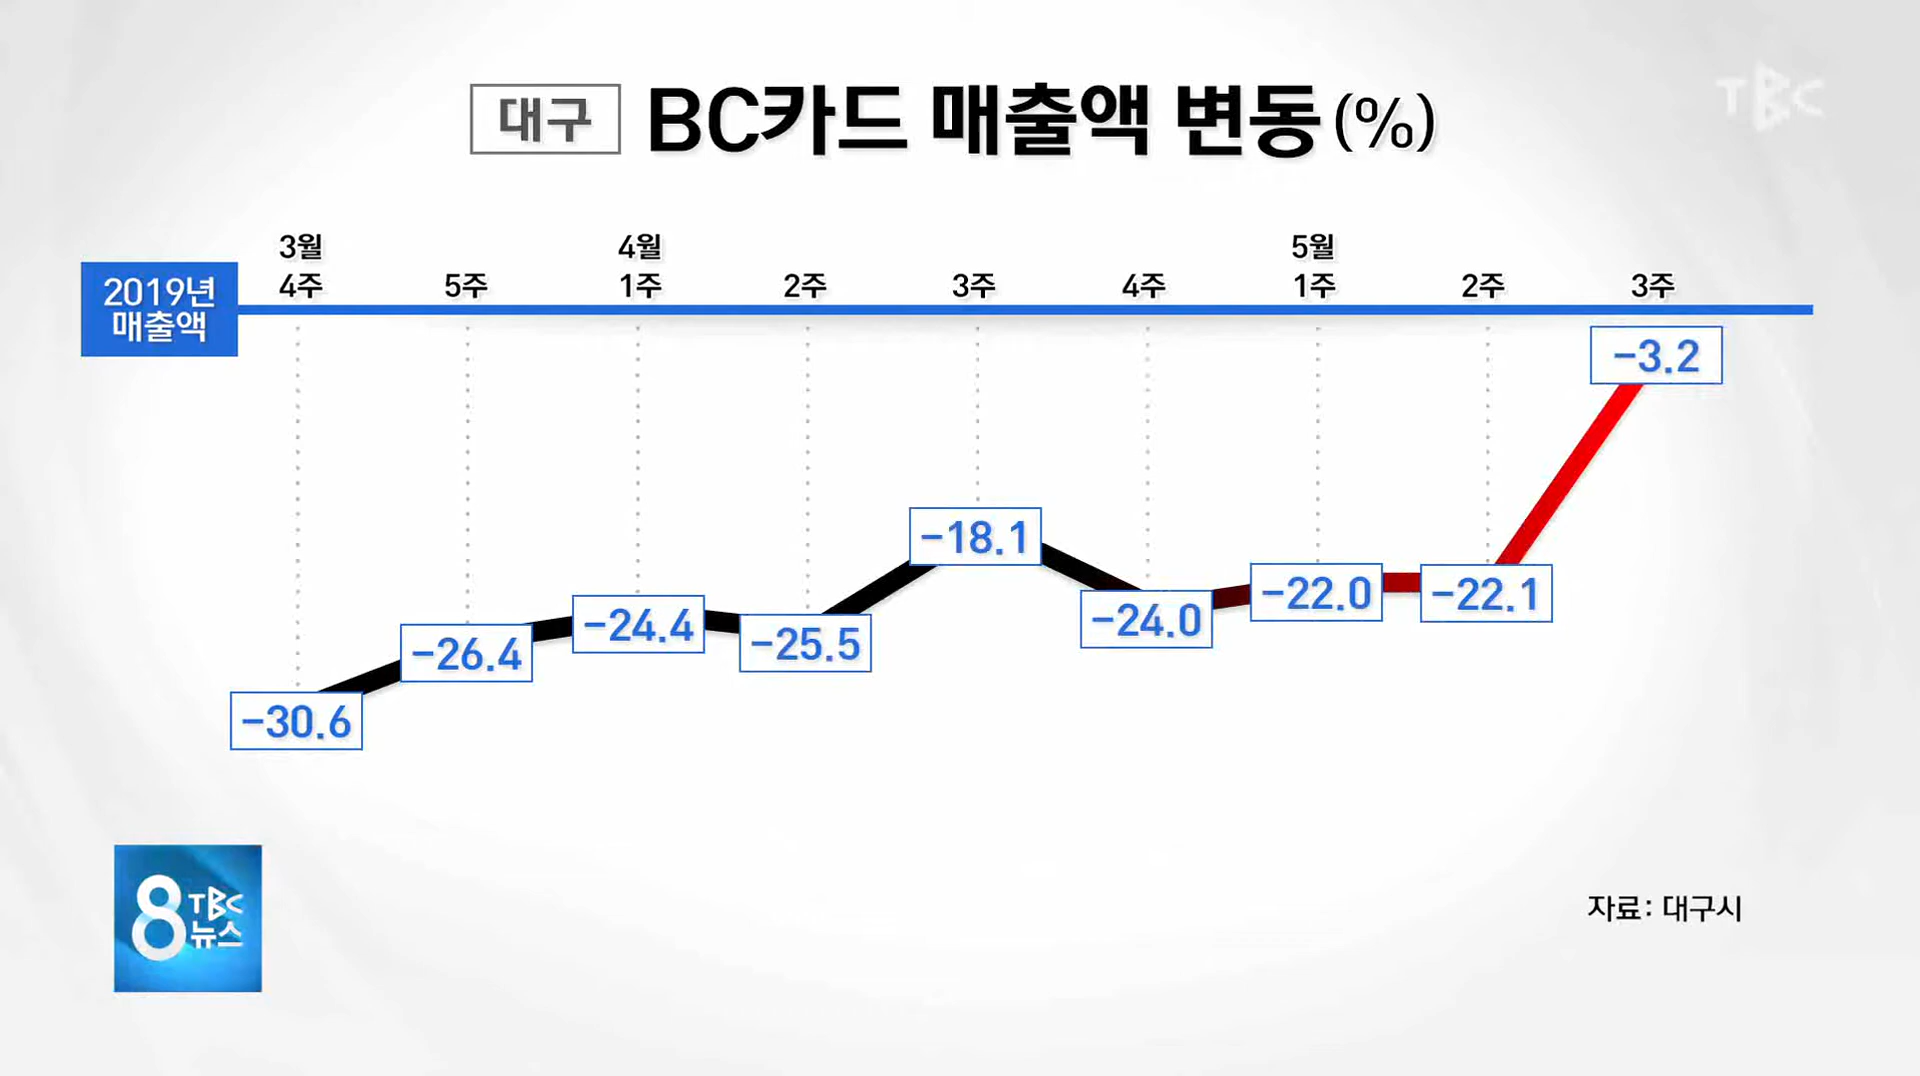 대구 BC카드 매출액 변동(%)
TBC
3월 4월 5월
4주 5주 1주 2주 3주 4주 1주 2주 3주
2019년
매출액
-3.2
-18.1
-22.0
-22.1
-24.0
-24.4
-25.5
-26.4
-30.6
8 TBC
뉴스
자료: 대구시